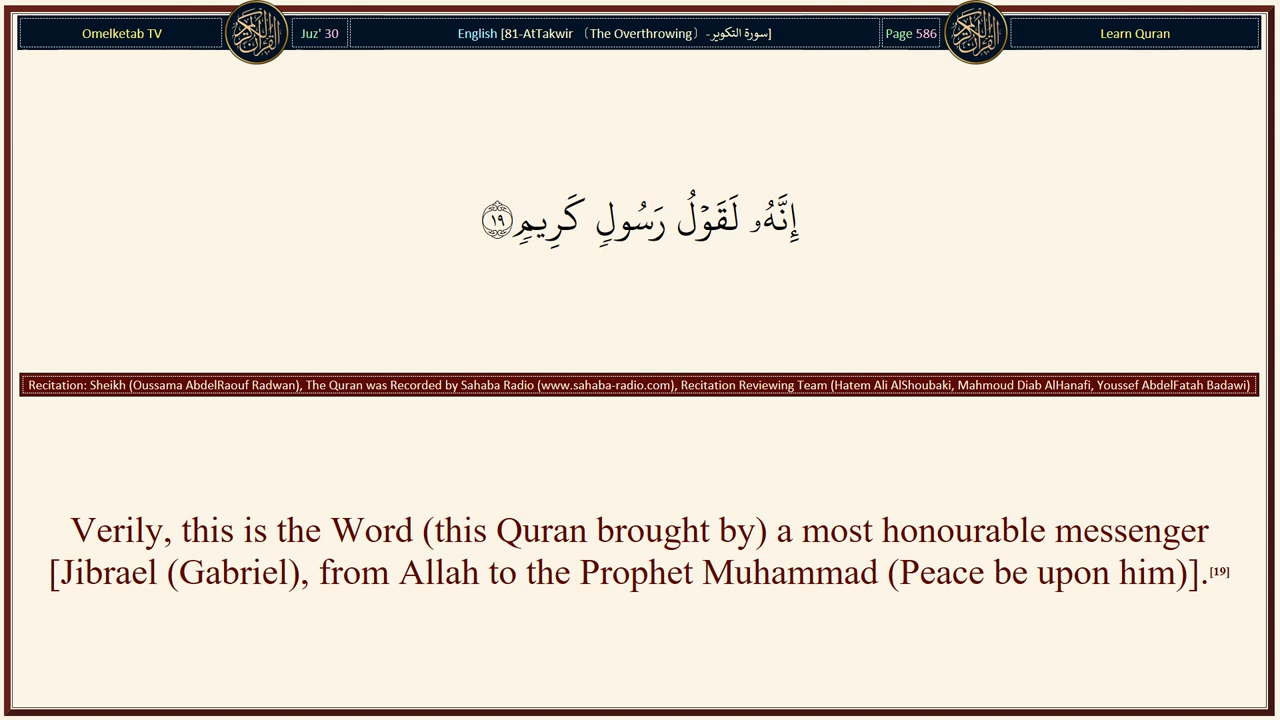 Omelketab TV
Juz' 30
English [81-AtTakwir 〔The Overthrowing〕 -سورة التكوير]
Page 586
Learn Quran
إِنَّهُۥ لَقَوۡلُ رَسُولٖ كَرِيمٖ ١٩
Recitation: Sheikh (Oussama AbdelRaouf Radwan), The Quran was Recorded by Sahaba Radio (www.sahaba-radio.com), Recitation Reviewing Team (Hatem Ali AlShoubaki, Mahmoud Diab AlHanafi, Youssef AbdelFatah Badawi)
Verily, this is the Word (this Quran brought by) a most honourable messenger
[Jibrael (Gabriel), from Allah to the Prophet Muhammad (Peace be upon him)].[19]